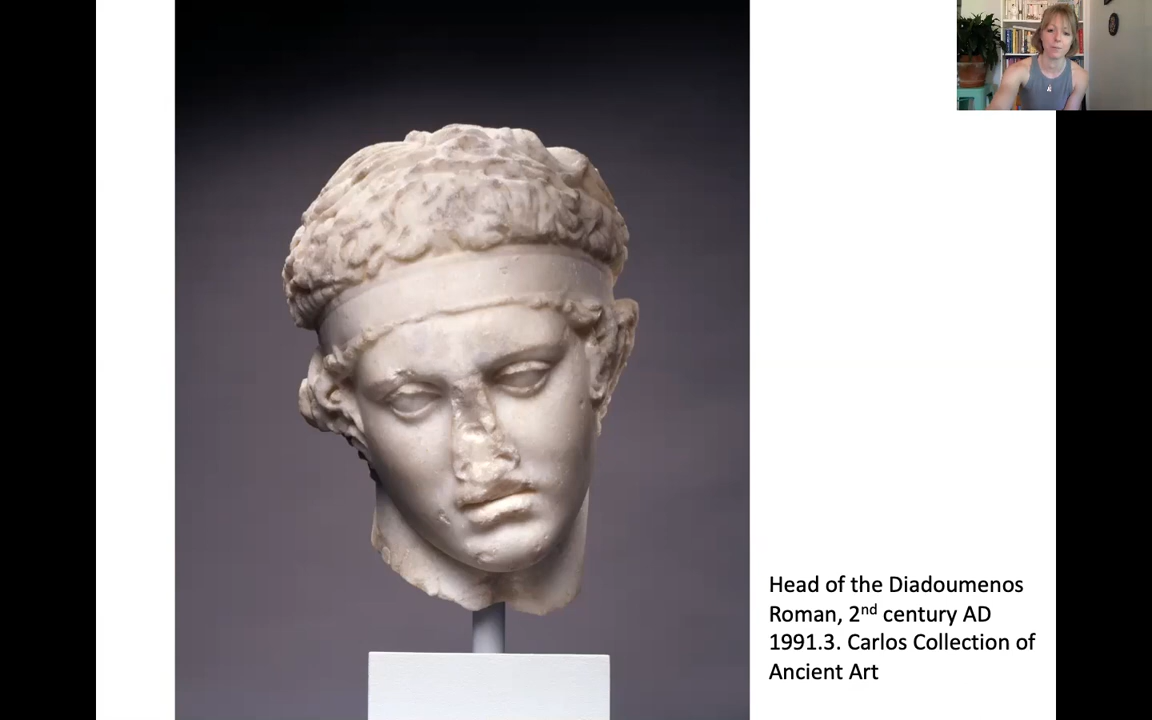 Head of the Diadoumenos
Roman, 2nd century AD
1991.3. Carlos Collection of
Ancient Art